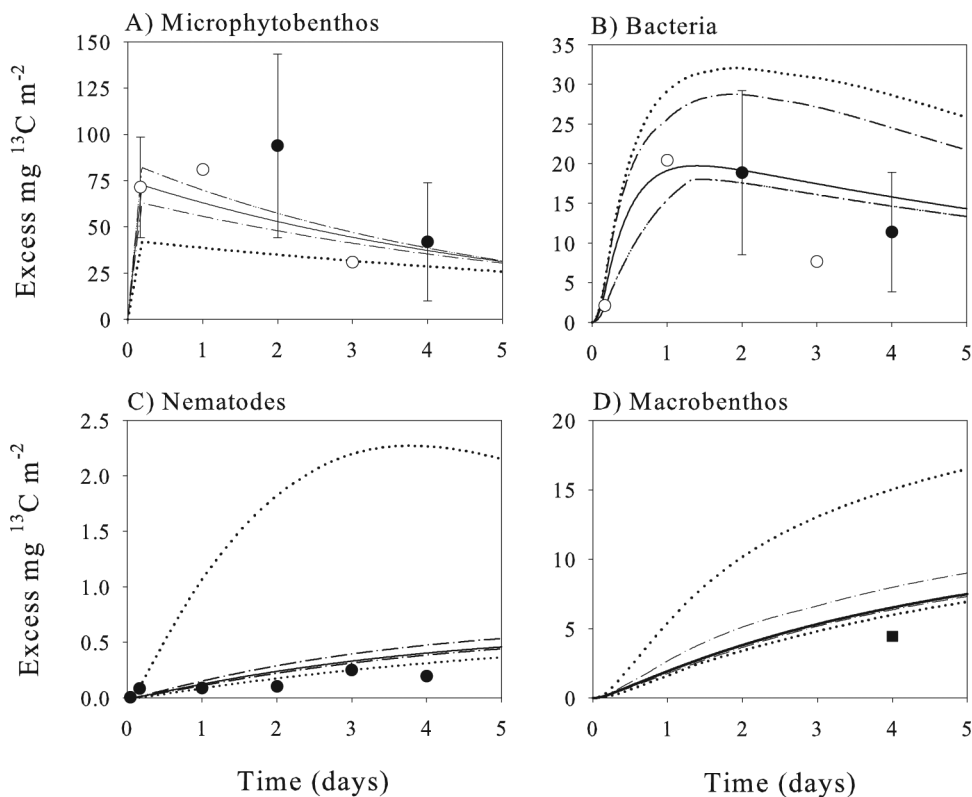 A) Microphytobenthos
B) Bacteria
Excess mg ¹³C m⁻²
150
125
100
75
50
25
0
0 1 2 3 4 5
35
30
25
20
15
10
5
0
0 1 2 3 4 5
C) Nematodes
D) Macrobenthos
Excess mg ¹³C m⁻²
2.5
2.0
1.5
1.0
0.5
0.0
0 1 2 3 4 5
20
15
10
5
0
0 1 2 3 4 5
Time (days)
Time (days)